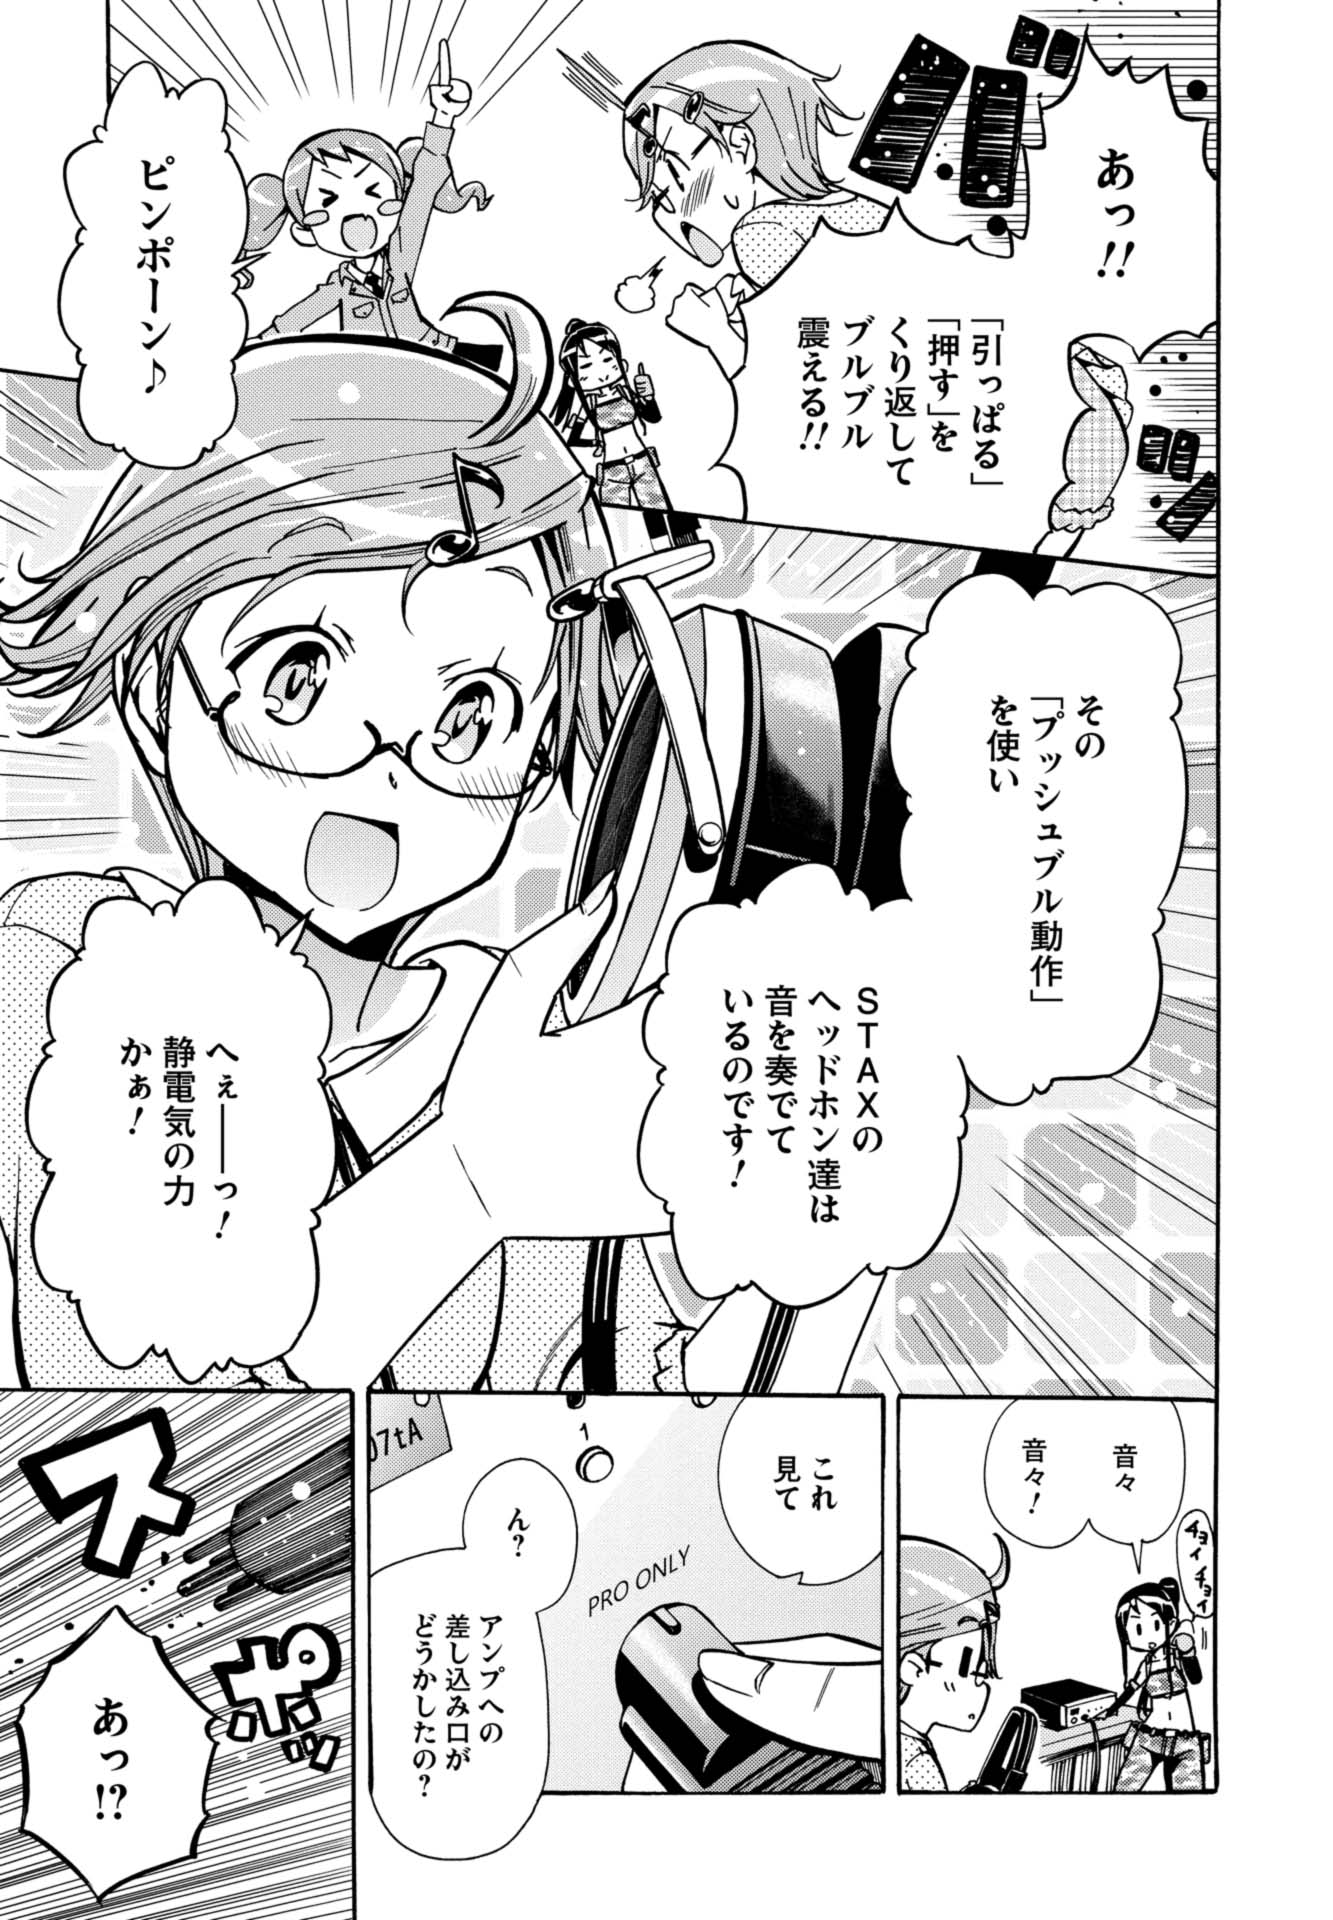 あっ!!
「引っぱる」
「押す」を
くり返して
ブルブル
震える!!
ピンポーン♪
その
「プッシュプル動作」
を使い
STAXの
ヘッドホン達は
音を奏でて
いるのです!
へぇ――っ!
静電気の力
かぁ!
音々
音々!
チョイチョイ
これ
見て
1
07tA
PRO ONLY
ん?
アンプへの
差し込み口が
どうかしたの?
スポッ
あっ!?